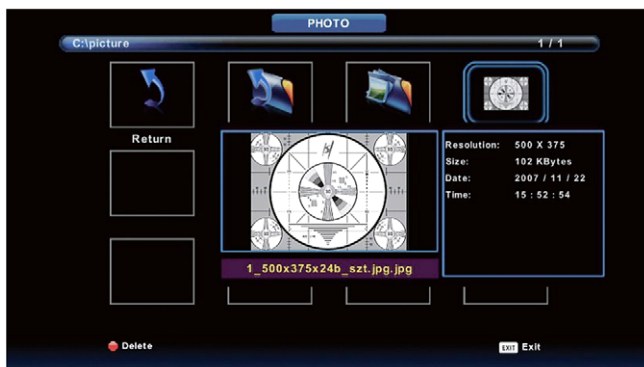 PHOTO
C:\picture 1 / 1
Return
Resolution: 500 X 375
Size: 102 KBytes
Date: 2007 / 11 / 22
Time: 15 : 52 : 54
1_500x375x24b_szt.jpg.jpg
Delete
EXIT Exit